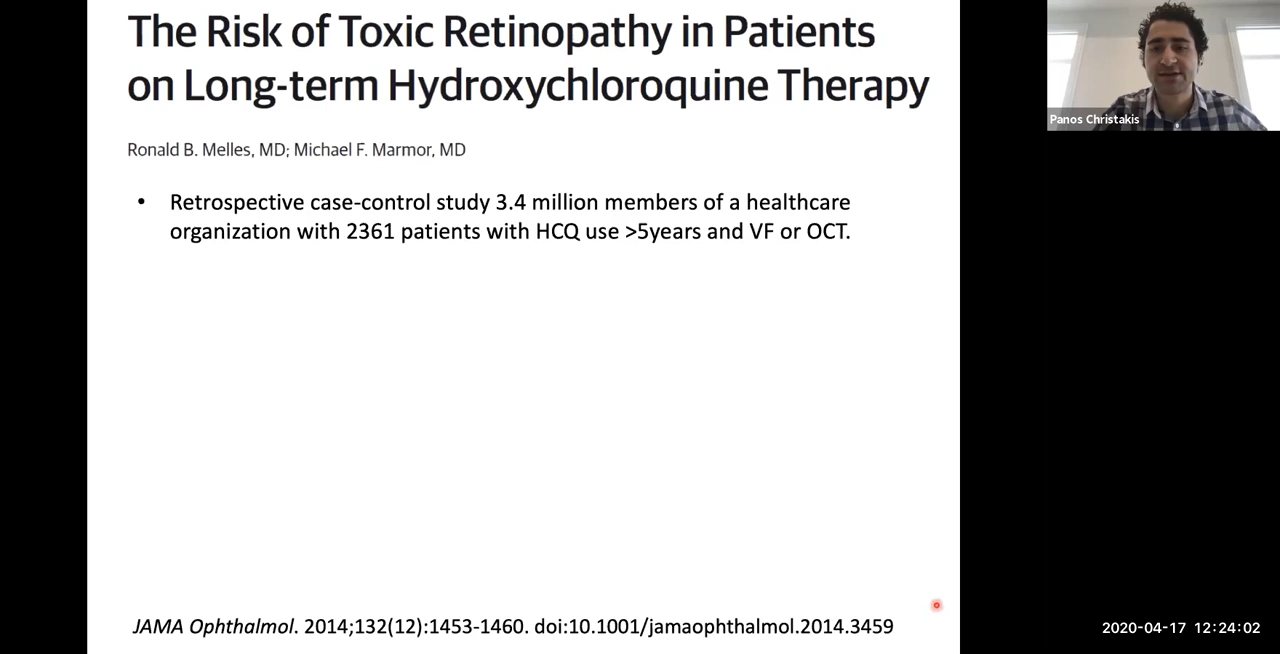 The Risk of Toxic Retinopathy in Patients
on Long-term Hydroxychloroquine Therapy
Ronald B. Melles, MD; Michael F. Marmor, MD
• Retrospective case-control study 3.4 million members of a healthcare
organization with 2361 patients with HCQ use >5years and VF or OCT.
JAMA Ophthalmol. 2014;132(12):1453-1460. doi:10.1001/jamaophthalmol.2014.3459
Panos Christakis
2020-04-17 12:24:02